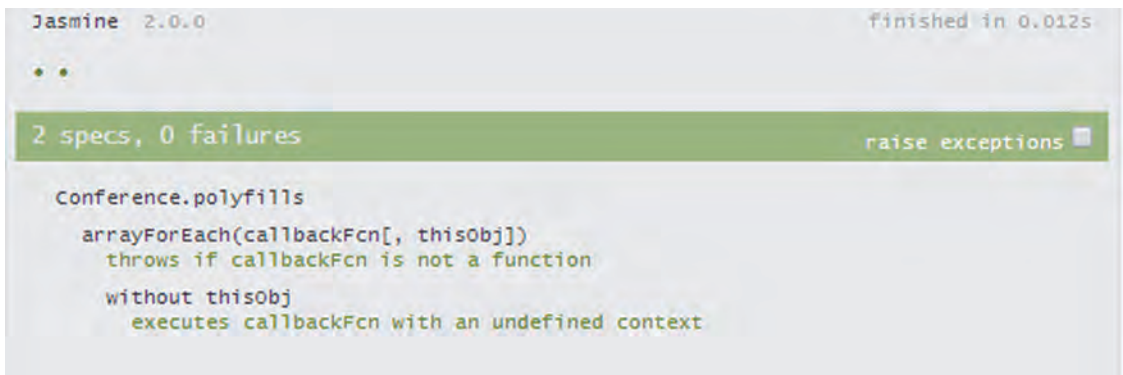 Jasmine 2.0.0 finished in 0.012s
• •
2 specs, 0 failures raise exceptions
Conference.polyfills
arrayForEach(callbackFcn[, thisObj])
throws if callbackFcn is not a function
without thisObj
executes callbackFcn with an undefined context